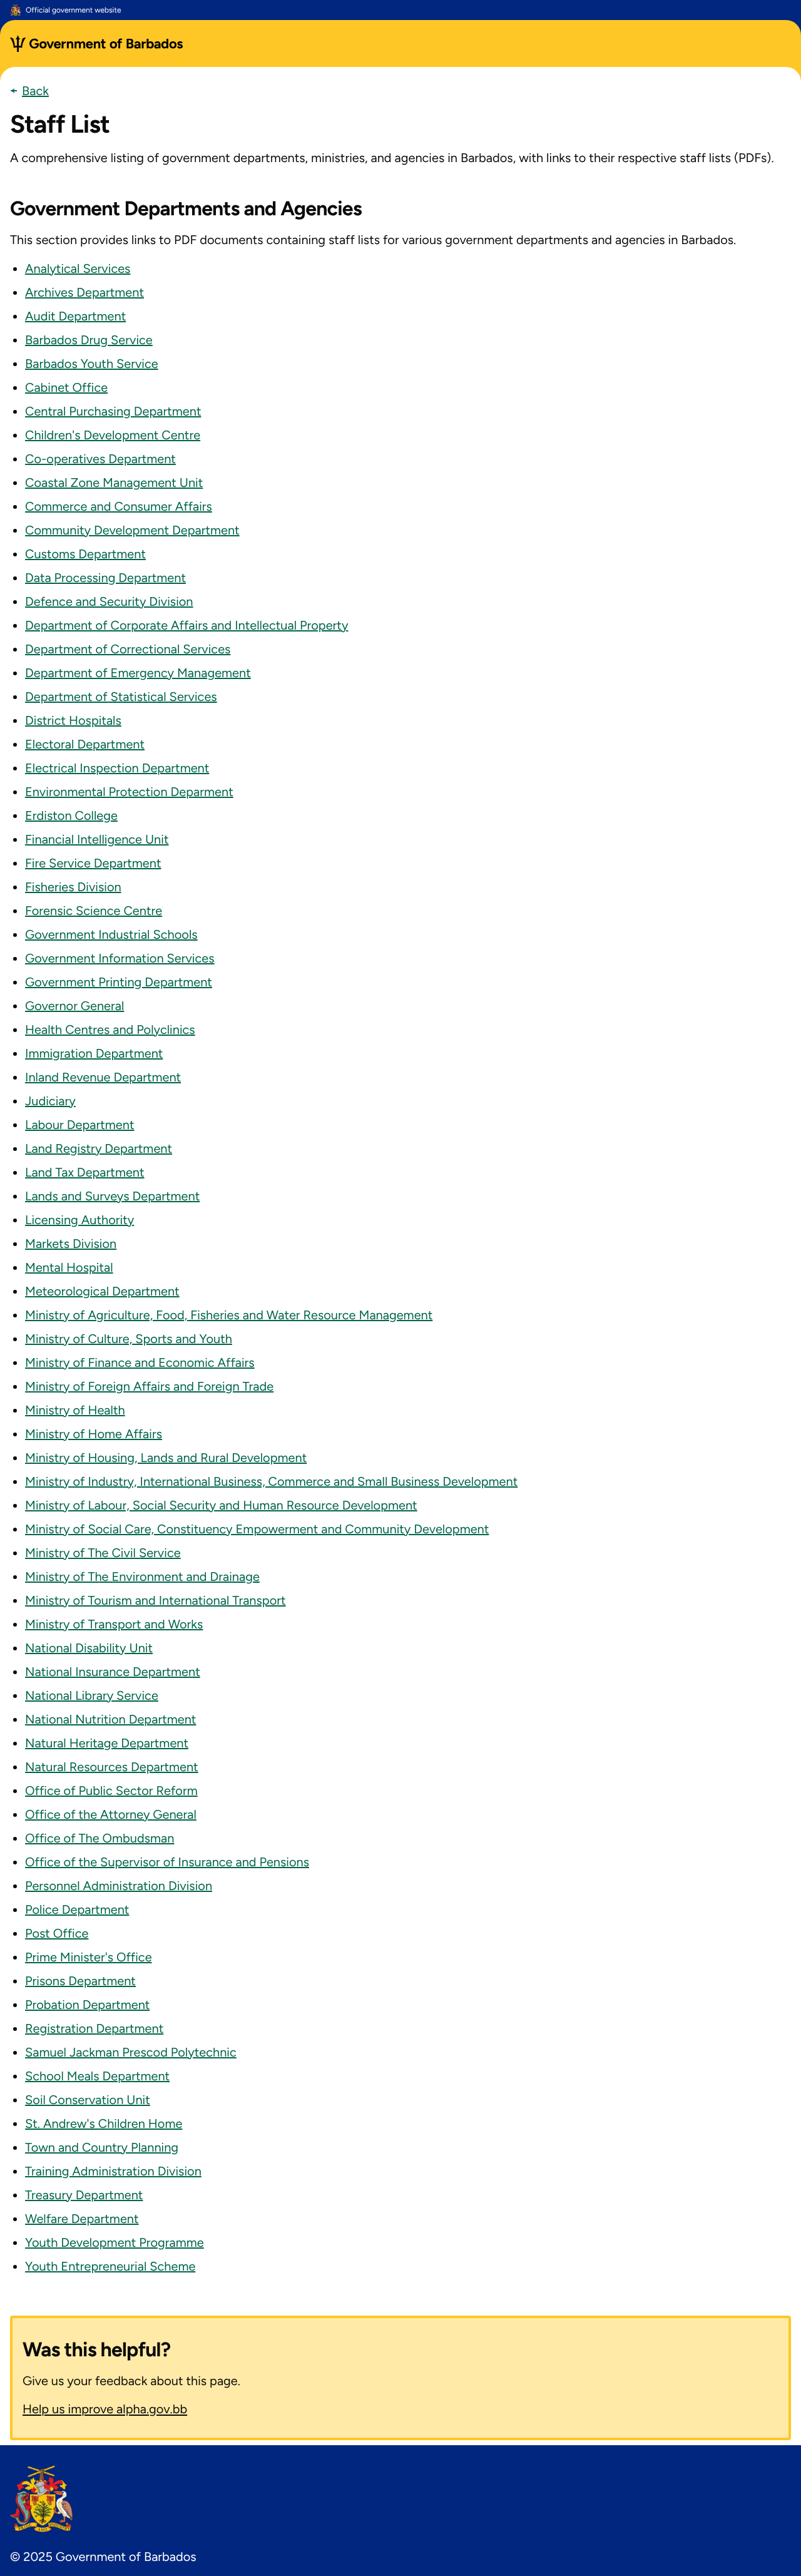 Official government website
Government of Barbados
Back
Staff List
A comprehensive listing of government departments, ministries, and agencies in Barbados, with links to their respective staff lists (PDFs).
Government Departments and Agencies
This section provides links to PDF documents containing staff lists for various government departments and agencies in Barbados.
Analytical Services
Archives Department
Audit Department
Barbados Drug Service
Barbados Youth Service
Cabinet Office
Central Purchasing Department
Children's Development Centre
Co-operatives Department
Coastal Zone Management Unit
Commerce and Consumer Affairs
Community Development Department
Customs Department
Data Processing Department
Defence and Security Division
Department of Corporate Affairs and Intellectual Property
Department of Correctional Services
Department of Emergency Management
Department of Statistical Services
District Hospitals
Electoral Department
Electrical Inspection Department
Environmental Protection Deparment
Erdiston College
Financial Intelligence Unit
Fire Service Department
Fisheries Division
Forensic Science Centre
Government Industrial Schools
Government Information Services
Government Printing Department
Governor General
Health Centres and Polyclinics
Immigration Department
Inland Revenue Department
Judiciary
Labour Department
Land Registry Department
Land Tax Department
Lands and Surveys Department
Licensing Authority
Markets Division
Mental Hospital
Meteorological Department
Ministry of Agriculture, Food, Fisheries and Water Resource Management
Ministry of Culture, Sports and Youth
Ministry of Finance and Economic Affairs
Ministry of Foreign Affairs and Foreign Trade
Ministry of Health
Ministry of Home Affairs
Ministry of Housing, Lands and Rural Development
Ministry of Industry, International Business, Commerce and Small Business Development
Ministry of Labour, Social Security and Human Resource Development
Ministry of Social Care, Constituency Empowerment and Community Development
Ministry of The Civil Service
Ministry of The Environment and Drainage
Ministry of Tourism and International Transport
Ministry of Transport and Works
National Disability Unit
National Insurance Department
National Library Service
National Nutrition Department
Natural Heritage Department
Natural Resources Department
Office of Public Sector Reform
Office of the Attorney General
Office of The Ombudsman
Office of the Supervisor of Insurance and Pensions
Personnel Administration Division
Police Department
Post Office
Prime Minister's Office
Prisons Department
Probation Department
Registration Department
Samuel Jackman Prescod Polytechnic
School Meals Department
Soil Conservation Unit
St. Andrew's Children Home
Town and Country Planning
Training Administration Division
Treasury Department
Welfare Department
Youth Development Programme
Youth Entrepreneurial Scheme
Was this helpful?
Give us your feedback about this page.
Help us improve alpha.gov.bb
© 2025 Government of Barbados